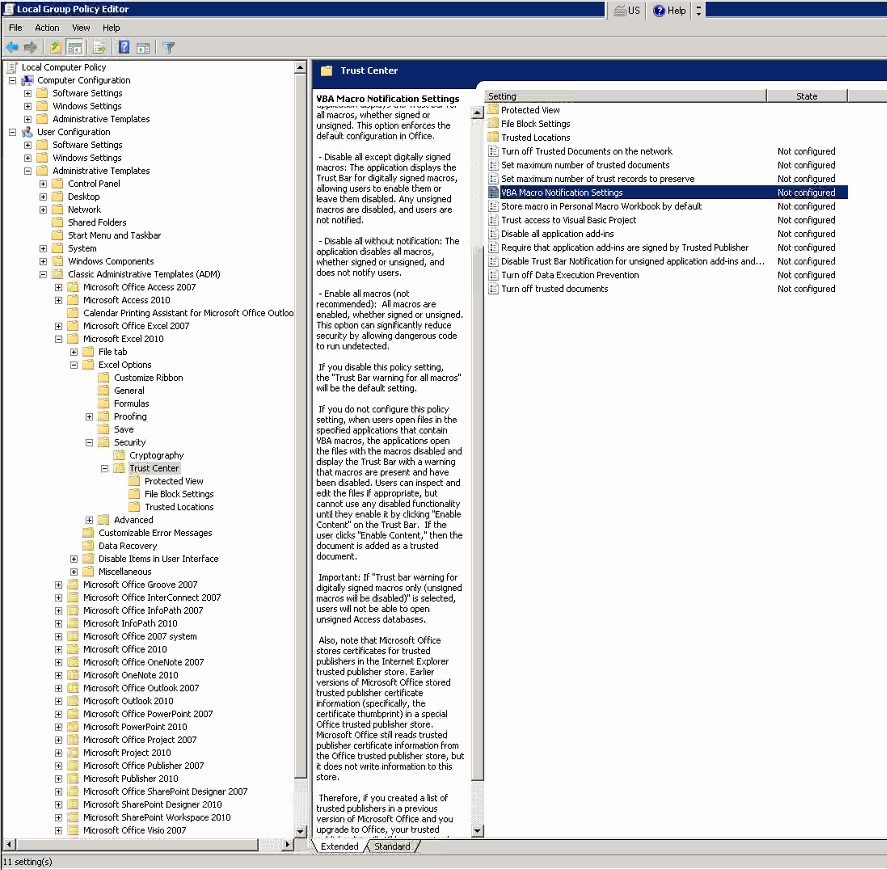 Local Group Policy Editor
US
Help
File Action View Help
Local Computer Policy
Computer Configuration
Software Settings
Windows Settings
Administrative Templates
User Configuration
Software Settings
Windows Settings
Administrative Templates
Control Panel
Desktop
Network
Shared Folders
Start Menu and Taskbar
System
Windows Components
Classic Administrative Templates (ADM)
Microsoft Office Access 2007
Microsoft Access 2010
Calendar Printing Assistant for Microsoft Office Outloo
Microsoft Office Excel 2007
Microsoft Excel 2010
File tab
Excel Options
Customize Ribbon
General
Formulas
Proofing
Save
Security
Cryptography
Trust Center
Protected View
File Block Settings
Trusted Locations
Advanced
Customizable Error Messages
Data Recovery
Disable Items in User Interface
Miscellaneous
Microsoft Office Groove 2007
Microsoft Office InterConnect 2007
Microsoft Office InfoPath 2007
Microsoft InfoPath 2010
Microsoft Office 2007 system
Microsoft Office 2010
Microsoft Office OneNote 2007
Microsoft OneNote 2010
Microsoft Office Outlook 2007
Microsoft Outlook 2010
Microsoft Office PowerPoint 2007
Microsoft PowerPoint 2010
Microsoft Office Project 2007
Microsoft Project 2010
Microsoft Office Publisher 2007
Microsoft Publisher 2010
Microsoft Office SharePoint Designer 2007
Microsoft SharePoint Designer 2010
Microsoft SharePoint Workspace 2010
Microsoft Office Visio 2007
Trust Center
VBA Macro Notification Settings
application displays the Trust Bar for
all macros, whether signed or
unsigned. This option enforces the
default configuration in Office.
- Disable all except digitally signed
macros: The application displays the
Trust Bar for digitally signed macros,
allowing users to enable them or
leave them disabled. Any unsigned
macros are disabled, and users are
not notified.
- Disable all without notification: The
application disables all macros,
whether signed or unsigned, and
does not notify users.
- Enable all macros (not
recommended): All macros are
enabled, whether signed or unsigned.
This option can significantly reduce
security by allowing dangerous code
to run undetected.
If you disable this policy setting,
the "Trust Bar warning for all macros"
will be the default setting.
If you do not configure this policy
setting, when users open files in the
specified applications that contain
VBA macros, the applications open
the files with the macros disabled and
display the Trust Bar with a warning
that macros are present and have
been disabled. Users can inspect and
edit the files if appropriate, but
cannot use any disabled functionality
until they enable it by clicking "Enable
Content" on the Trust Bar. If the
user clicks "Enable Content," then the
document is added as a trusted
document.
Important: If "Trust bar warning for
digitally signed macros only (unsigned
macros will be disabled)" is selected,
users will not be able to open
unsigned Access databases.
Also, note that Microsoft Office
stores certificates for trusted
publishers in the Internet Explorer
trusted publisher store. Earlier
versions of Microsoft Office stored
trusted publisher certificate
information (specifically, the
certificate thumbprint) in a special
Office trusted publisher store.
Microsoft Office still reads trusted
publisher certificate information from
the Office trusted publisher store, but
it does not write information to this
store.
Therefore, if you created a list of
trusted publishers in a previous
version of Microsoft Office and you
upgrade to Office, your trusted
Setting State
Protected View
File Block Settings
Trusted Locations
Turn off Trusted Documents on the network Not configured
Set maximum number of trusted documents Not configured
Set maximum number of trust records to preserve Not configured
VBA Macro Notification Settings Not configured
Store macro in Personal Macro Workbook by default Not configured
Trust access to Visual Basic Project Not configured
Disable all application add-ins Not configured
Require that application add-ins are signed by Trusted Publisher Not configured
Disable Trust Bar Notification for unsigned application add-ins and... Not configured
Turn off Data Execution Prevention Not configured
Turn off trusted documents Not configured
Extended Standard
11 setting(s)